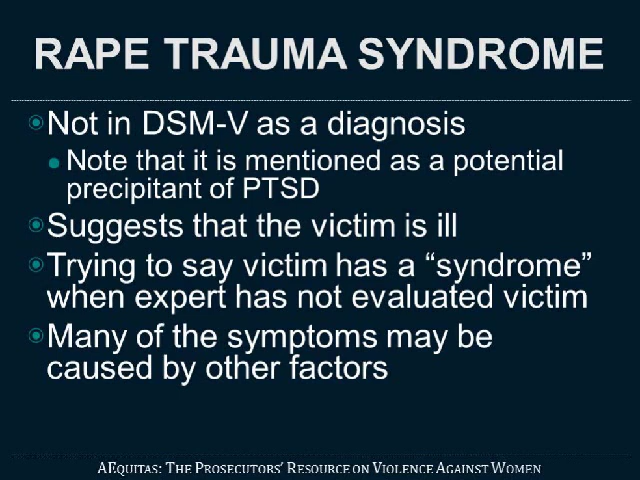 RAPE TRAUMA SYNDROME
Not in DSM-V as a diagnosis
Note that it is mentioned as a potential
precipitant of PTSD
Suggests that the victim is ill
Trying to say victim has a “syndrome”
when expert has not evaluated victim
Many of the symptoms may be
caused by other factors
AEQUITAS: THE PROSECUTORS’ RESOURCE ON VIOLENCE AGAINST WOMEN